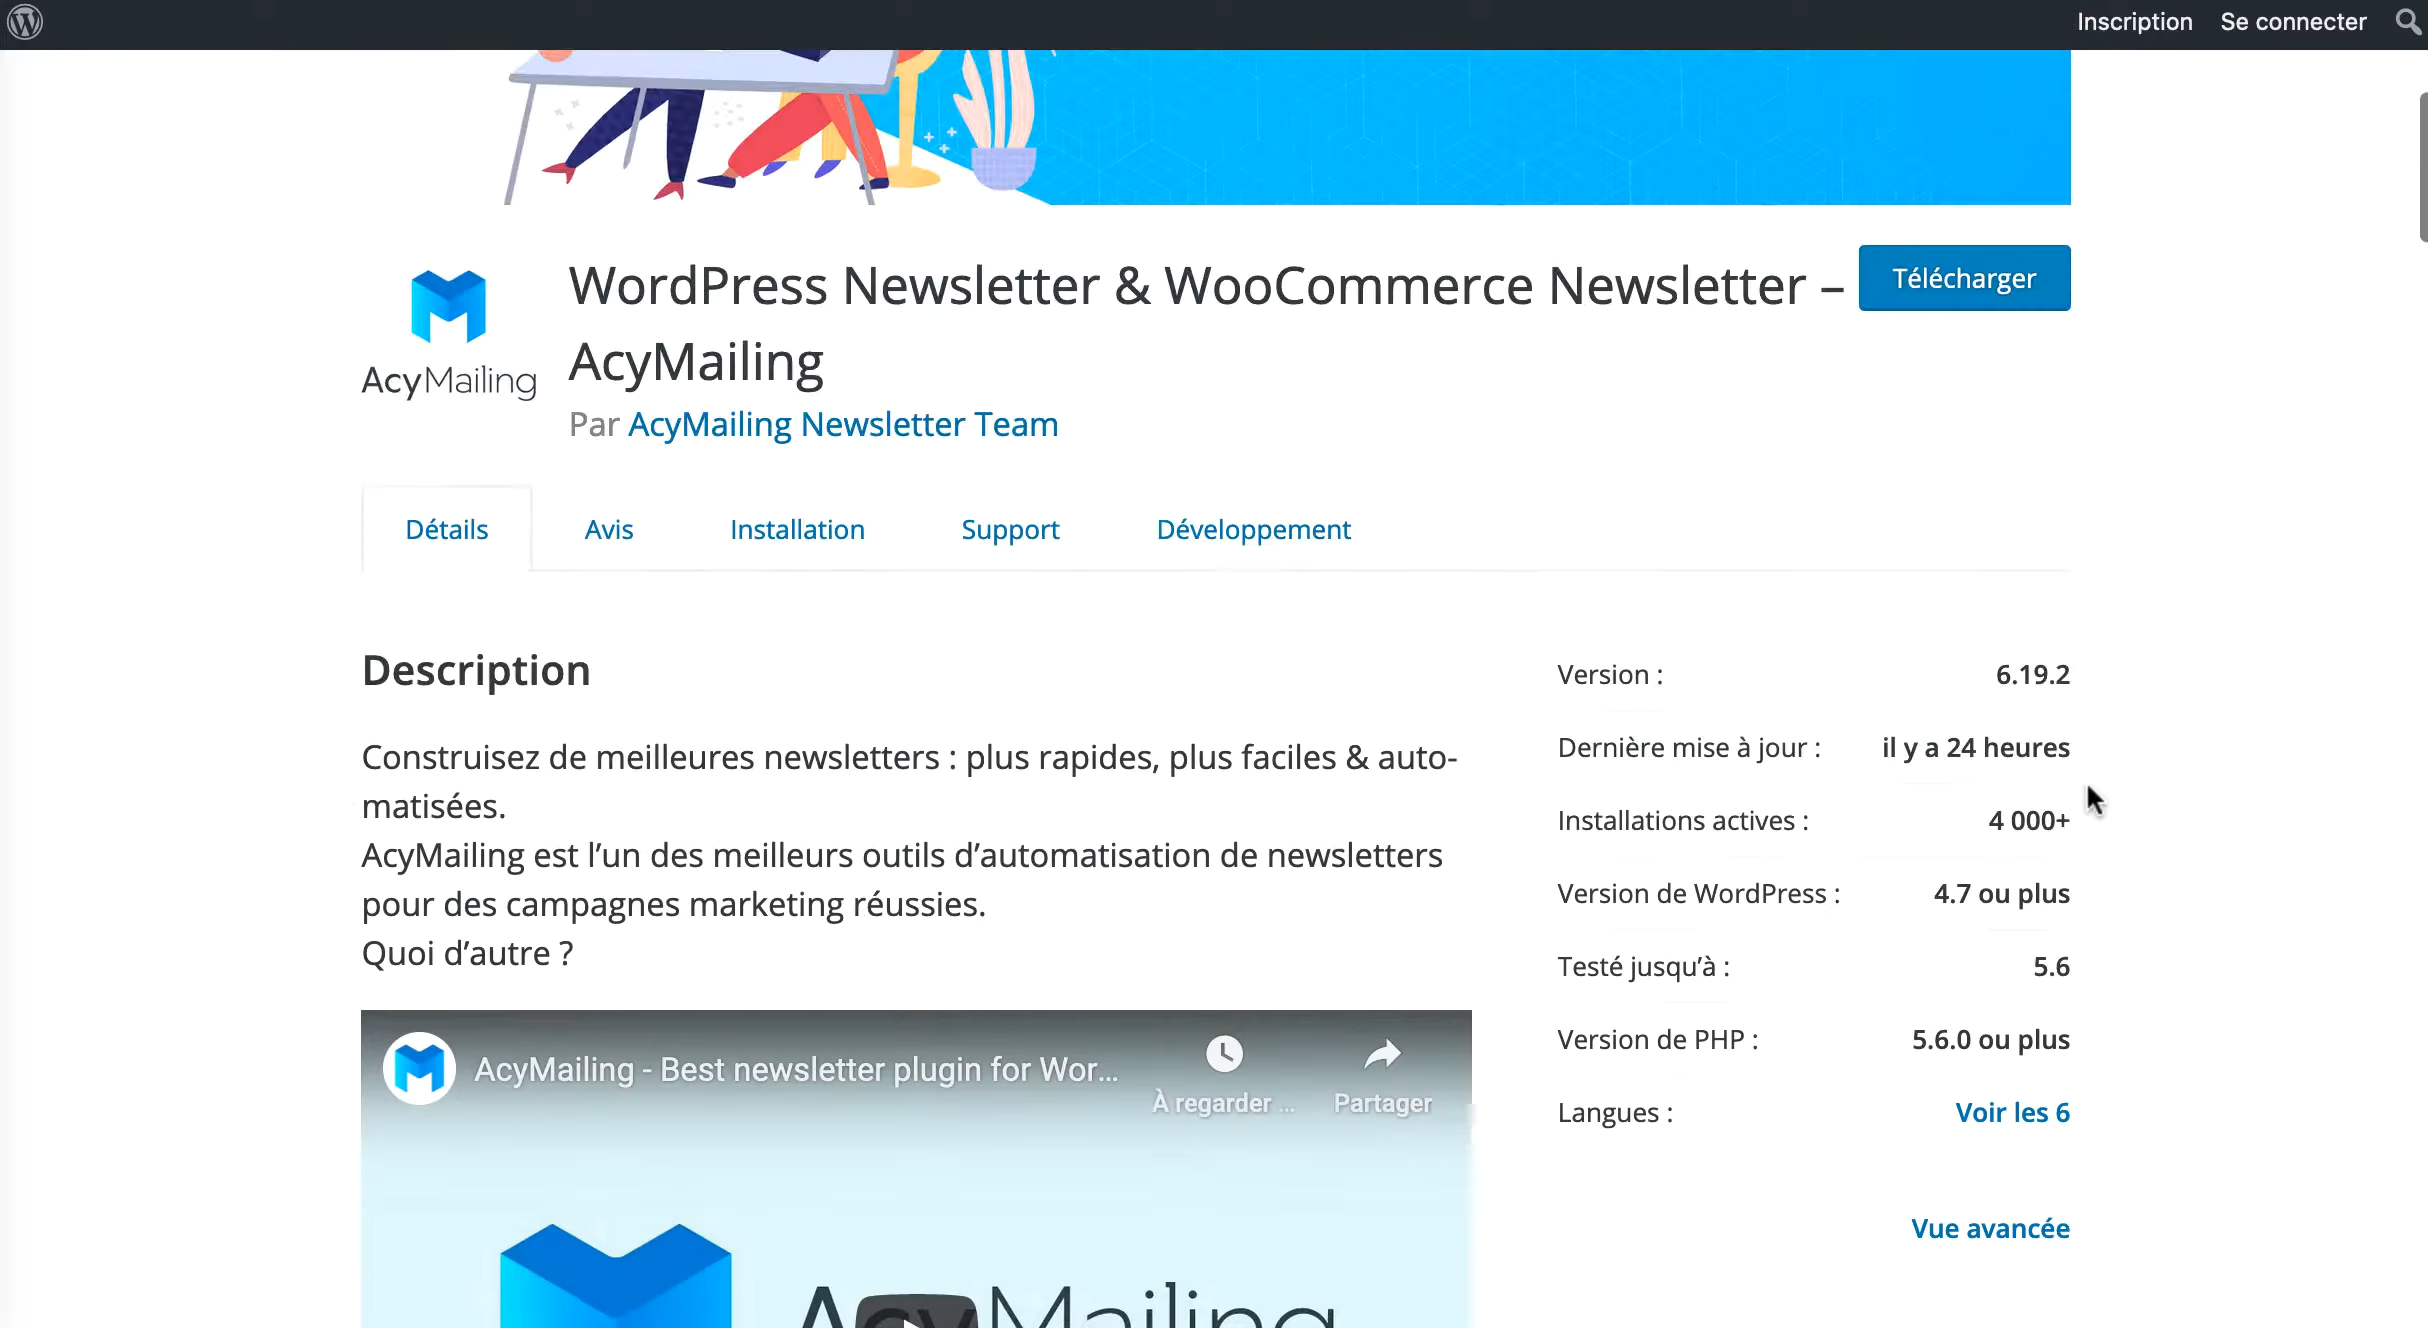 Inscription Se connecter
WordPress Newsletter & WooCommerce Newsletter –
AcyMailing
Télécharger
AcyMailing
Par AcyMailing Newsletter Team
Détails Avis Installation Support Développement
Description
Construisez de meilleures newsletters : plus rapides, plus faciles & auto-
matisées.
AcyMailing est l’un des meilleurs outils d’automatisation de newsletters
pour des campagnes marketing réussies.
Quoi d’autre ?
AcyMailing - Best newsletter plugin for Wor...
À regarder ... Partager
AcyMailing
Version : 6.19.2
Dernière mise à jour : il y a 24 heures
Installations actives : 4 000+
Version de WordPress : 4.7 ou plus
Testé jusqu’à : 5.6
Version de PHP : 5.6.0 ou plus
Langues : Voir les 6
Vue avancée